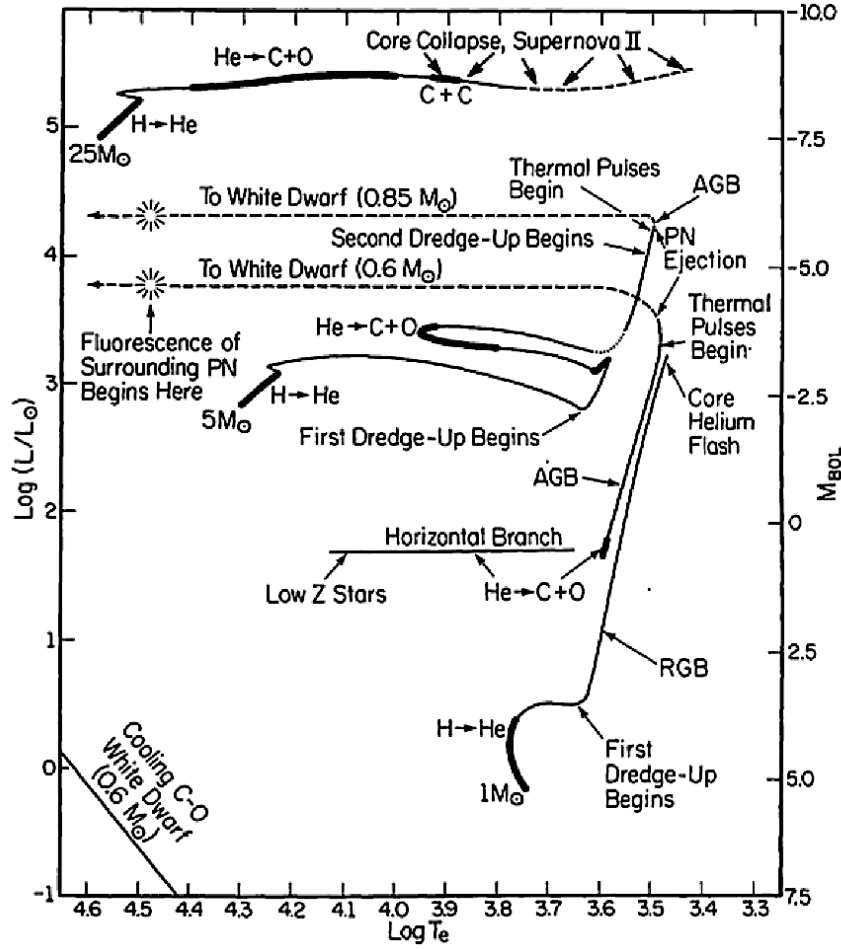 -10.0
Core Collapse, Supernova II
He→C+O
C + C
5
H→He
25M⊙
-7.5
Thermal Pulses
Begin
AGB
To White Dwarf (0.85 M⊙)
Second Dredge-Up Begins
PN
Ejection
4
To White Dwarf (0.6 M⊙)
-5.0
Thermal
Pulses
Begin
He→C+O
Fluorescence of
Surrounding PN
Begins Here
3
H→He
5M⊙
First Dredge-Up Begins
Core
Helium
Flash
-2.5
Log (L/L⊙)
MBOL
AGB
2
0
Horizontal Branch
Low Z Stars
He→C+O
1
RGB
2.5
H→He
First
Dredge-Up
Begins
1M⊙
0
5.0
Cooling C-O
White Dwarf
(0.6 M⊙)
-1
7.5
4.6 4.5 4.4 4.3 4.2 4.1 4.0 3.9 3.8 3.7 3.6 3.5 3.4 3.3 3.24
Log Te